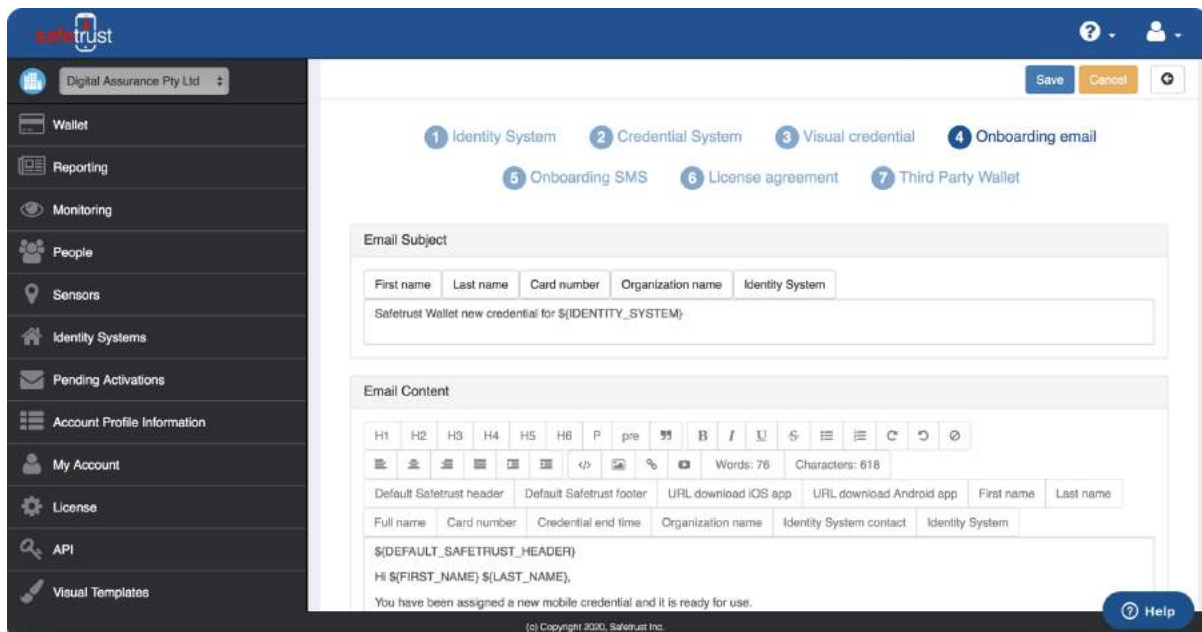 safetrust
Digital Assurance Pty Ltd
Save Cancel
Wallet
Reporting
Monitoring
People
Sensors
Identity Systems
Pending Activations
Account Profile Information
My Account
License
API
Visual Templates
1 Identity System 2 Credential System 3 Visual credential 4 Onboarding email
5 Onboarding SMS 6 License agreement 7 Third Party Wallet
Email Subject
First name Last name Card number Organization name Identity System
Safetrust Wallet new credential for ${IDENTITY_SYSTEM}
Email Content
H1 H2 H3 H4 H5 H6 P pre B I U S
</> Words: 76 Characters: 618
Default Safetrust header Default Safetrust footer URL download iOS app URL download Android app First name Last name
Full name Card number Credential end time Organization name Identity System contact Identity System
${DEFAULT_SAFETRUST_HEADER}
Hi ${FIRST_NAME} ${LAST_NAME},
You have been assigned a new mobile credential and it is ready for use.
? Help
(c) Copyright 2020, Safetrust Inc.